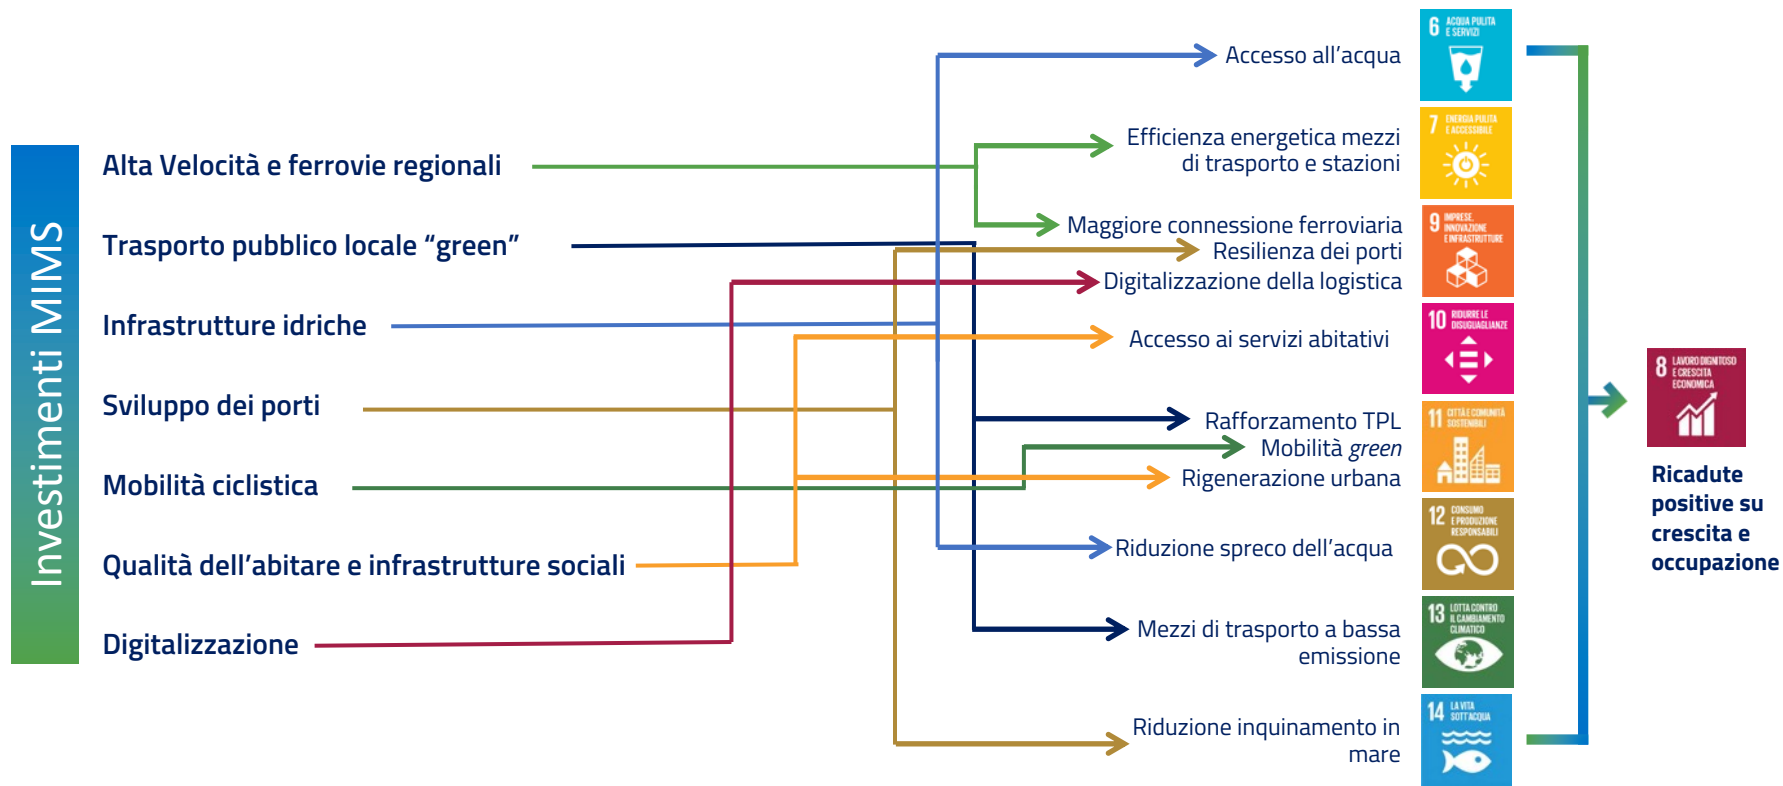 Investimenti MIMS
Alta Velocità e ferrovie regionali
Trasporto pubblico locale “green”
Infrastrutture idriche
Sviluppo dei porti
Mobilità ciclistica
Qualità dell’abitare e infrastrutture sociali
Digitalizzazione
Accesso all’acqua
Efficienza energetica mezzi
di trasporto e stazioni
Maggiore connessione ferroviaria
Resilienza dei porti
Digitalizzazione della logistica
Accesso ai servizi abitativi
Rafforzamento TPL
Mobilità green
Rigenerazione urbana
Riduzione spreco dell’acqua
Mezzi di trasporto a bassa
emissione
Riduzione inquinamento in
mare
6 ACQUA PULITA
E SERVIZI
7 ENERGIA PULITA
E ACCESSIBILE
9 IMPRESE,
INNOVAZIONE
E INFRASTRUTTURE
10 RIDURRE LE
DISUGUAGLIANZE
11 CITTÀ E COMUNITÀ
SOSTENIBILI
12 CONSUMO
E PRODUZIONE
RESPONSABILI
13 LOTTA CONTRO
IL CAMBIAMENTO
CLIMATICO
14 LA VITA
SOTT'ACQUA
8 LAVORO DIGNITOSO
E CRESCITA
ECONOMICA
Ricadute
positive su
crescita e
occupazione